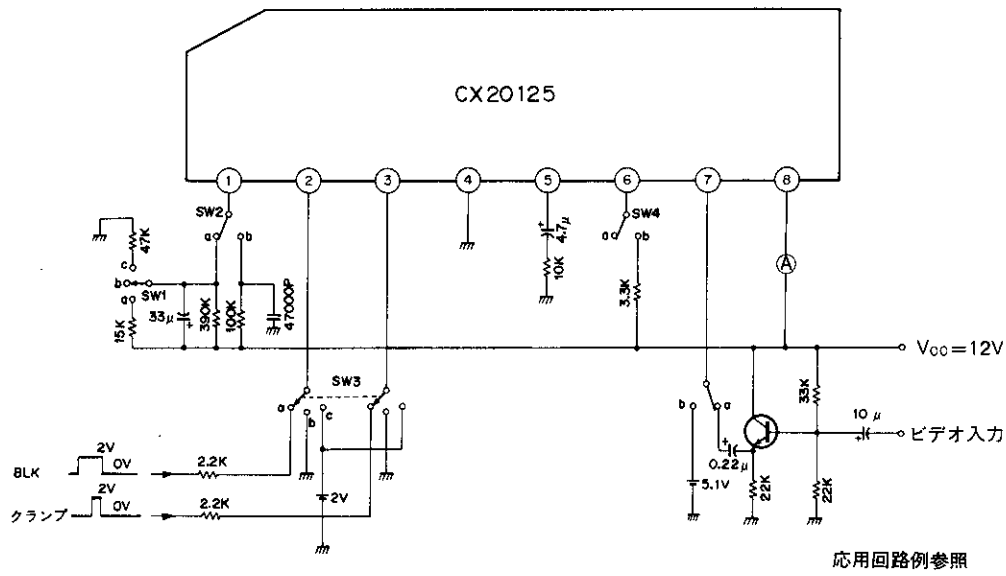 CX20125
1 2 3 4 5 6 7 8
SW2
a b
47K
c
b
a
SW1
15K
33μ
390K
100K
47000P
4.7μ
10K
SW4
a b
3.3K
A
Vcc=12V
SW3
a
b
c
b a
33K
10μ
ビデオ入力
0.22μ
5.1V
22K
22K
2V
BLK
2V
0V
2.2K
クランプ
2V
0V
2.2K
応用回路例参照